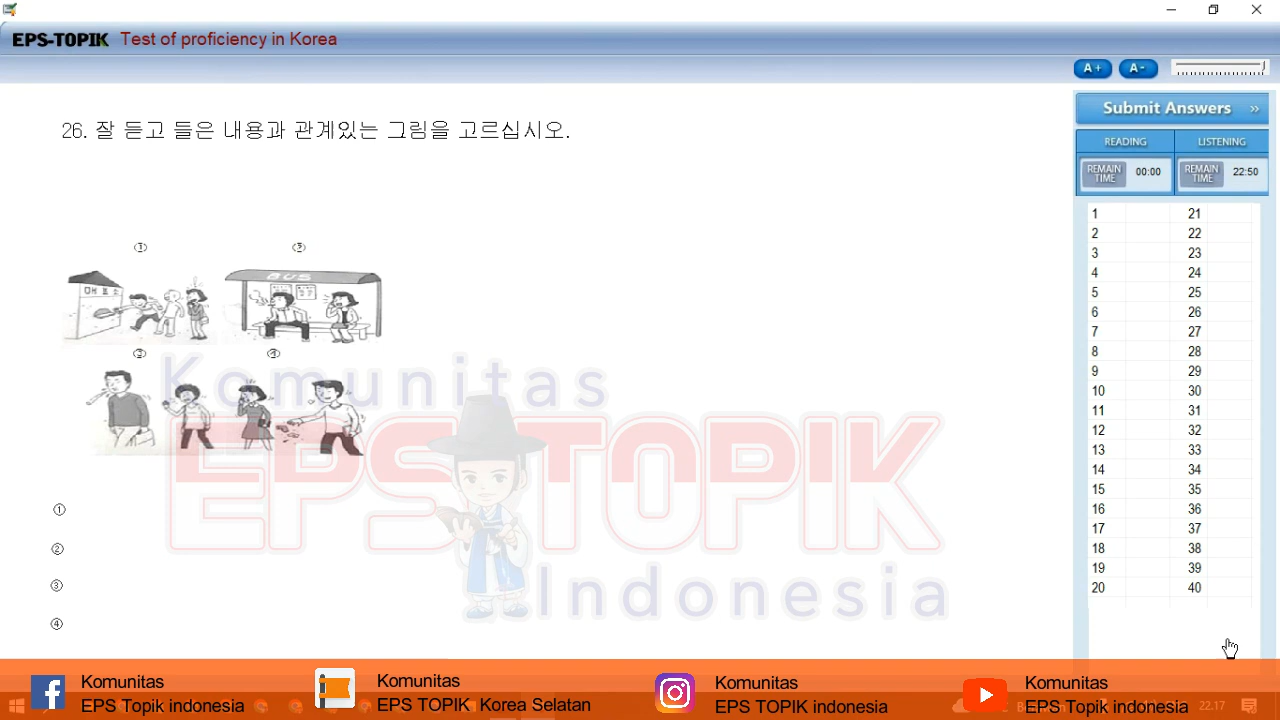 EPS-TOPIK Test of proficiency in Korea
A+ A-
Submit Answers »
READING LISTENING
REMAIN TIME 00:00 REMAIN TIME 22:50
26. 잘 듣고 들은 내용과 관계있는 그림을 고르십시오.
①
매표소
BUS
②
④
①
②
③
④
1 21
2 22
3 23
4 24
5 25
6 26
7 27
8 28
9 29
10 30
11 31
12 32
13 33
14 34
15 35
16 36
17 37
18 38
19 39
20 40
Komunitas
EPS TOPIK
Indonesia
Komunitas
EPS Topik indonesia
Komunitas
EPS TOPIK Korea Selatan
Komunitas
EPS TOPIK indonesia
Komunitas
EPS Topik indonesia
22.17